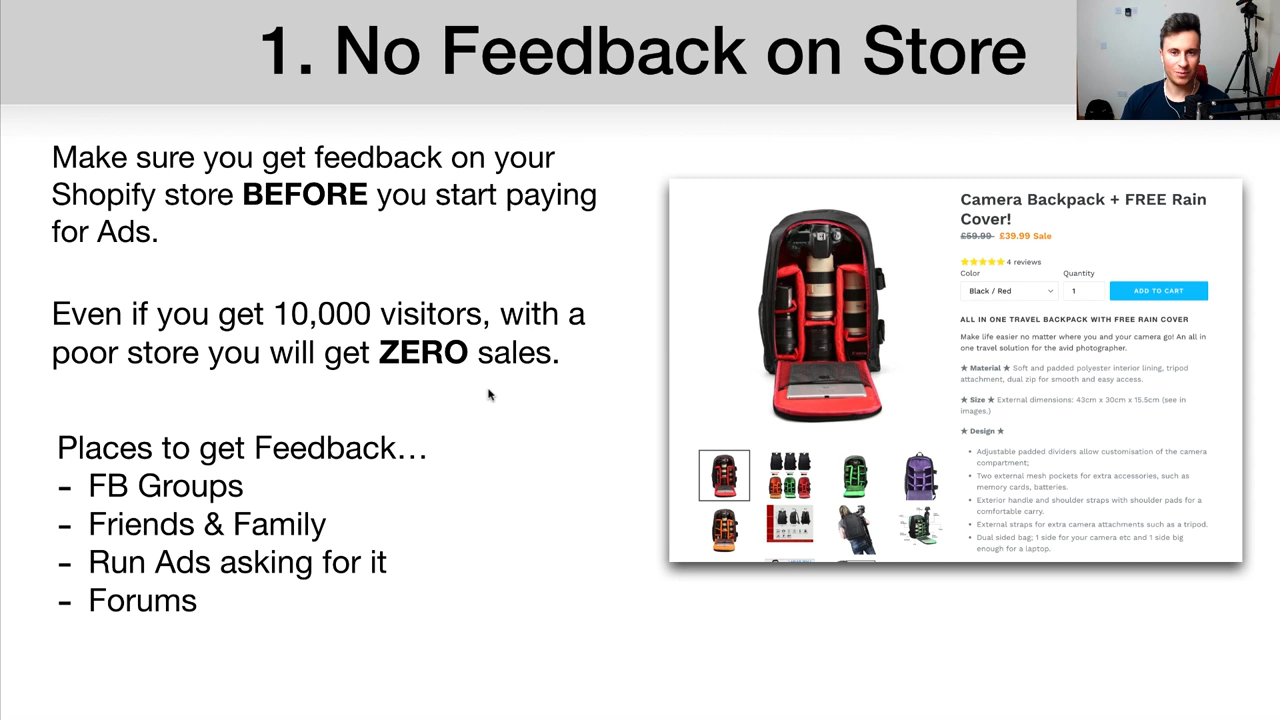 1. No Feedback on Store
Make sure you get feedback on your
Shopify store BEFORE you start paying
for Ads.
Even if you get 10,000 visitors, with a
poor store you will get ZERO sales.
Places to get Feedback…
- FB Groups
- Friends & Family
- Run Ads asking for it
- Forums
Camera Backpack + FREE Rain
Cover!
£59.99 £39.99 Sale
★★★★★ 4 reviews
Color Quantity
Black / Red 1 ADD TO CART
ALL IN ONE TRAVEL BACKPACK WITH FREE RAIN COVER
Make life easier no matter where you and your camera go! An all in
one travel solution for the avid photographer.
★ Material ★ Soft and padded polyester interior lining, tripod
attachment, dual zip for smooth and easy access.
★ Size ★ External dimensions: 43cm x 30cm x 15.5cm (see in
images.)
★ Design ★
• Adjustable padded dividers allow customisation of the camera
compartment;
• Two external mesh pockets for extra accessories, such as
memory cards, batteries.
• Exterior handle and shoulder straps with shoulder pads for a
comfortable carry.
• External straps for extra camera attachments such as a tripod.
• Dual sided bag; 1 side for your camera etc and 1 side big
enough for a laptop.